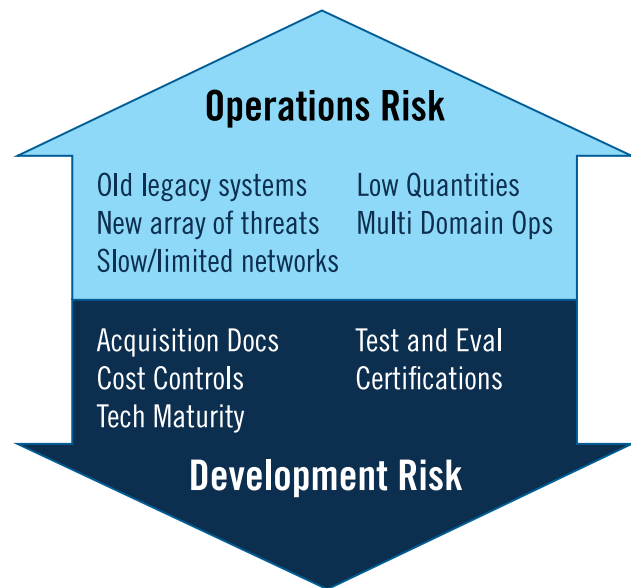 Operations Risk
Old legacy systems
New array of threats
Slow/limited networks
Low Quantities
Multi Domain Ops
Acquisition Docs
Cost Controls
Tech Maturity
Test and Eval
Certifications
Development Risk